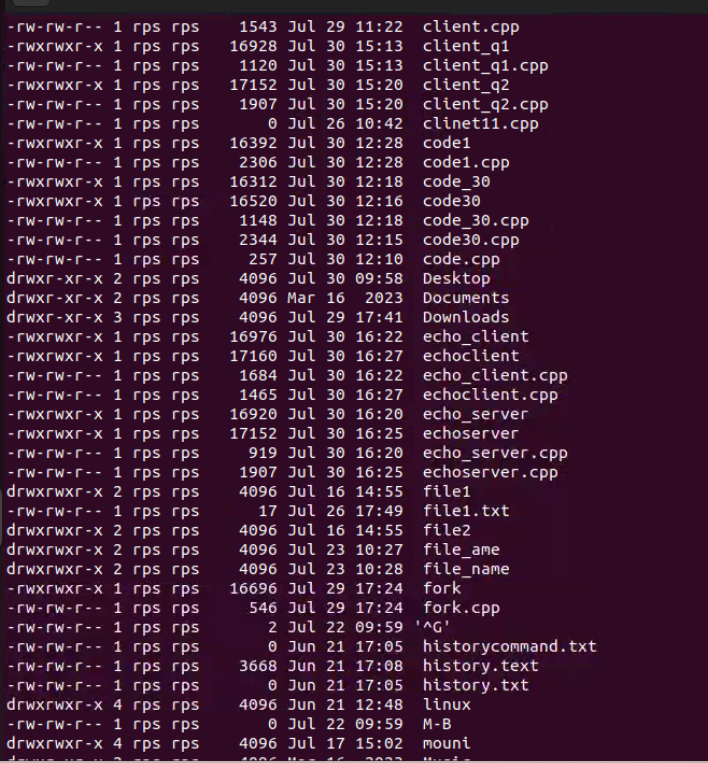 -rw-rw-r-- 1 rps rps    1543 Jul 29 11:22  client.cpp
-rwxrwxr-x 1 rps rps   16928 Jul 30 15:13  client_q1
-rw-rw-r-- 1 rps rps    1120 Jul 30 15:13  client_q1.cpp
-rwxrwxr-x 1 rps rps   17152 Jul 30 15:20  client_q2
-rw-rw-r-- 1 rps rps    1907 Jul 30 15:20  client_q2.cpp
-rw-rw-r-- 1 rps rps       0 Jul 26 10:42  clinet11.cpp
-rwxrwxr-x 1 rps rps   16392 Jul 30 12:28  code1
-rw-rw-r-- 1 rps rps    2306 Jul 30 12:28  code1.cpp
-rwxrwxr-x 1 rps rps   16312 Jul 30 12:18  code_30
-rwxrwxr-x 1 rps rps   16520 Jul 30 12:16  code30
-rw-rw-r-- 1 rps rps    1148 Jul 30 12:18  code_30.cpp
-rw-rw-r-- 1 rps rps    2344 Jul 30 12:15  code30.cpp
-rw-rw-r-- 1 rps rps     257 Jul 30 12:10  code.cpp
drwxr-xr-x 2 rps rps    4096 Jul 30 09:58  Desktop
drwxr-xr-x 2 rps rps    4096 Mar 16  2023  Documents
drwxr-xr-x 3 rps rps    4096 Jul 29 17:41  Downloads
-rwxrwxr-x 1 rps rps   16976 Jul 30 16:22  echo_client
-rwxrwxr-x 1 rps rps   17160 Jul 30 16:27  echoclient
-rw-rw-r-- 1 rps rps    1684 Jul 30 16:22  echo_client.cpp
-rw-rw-r-- 1 rps rps    1465 Jul 30 16:27  echoclient.cpp
-rwxrwxr-x 1 rps rps   16920 Jul 30 16:20  echo_server
-rwxrwxr-x 1 rps rps   17152 Jul 30 16:25  echoserver
-rw-rw-r-- 1 rps rps     919 Jul 30 16:20  echo_server.cpp
-rw-rw-r-- 1 rps rps    1907 Jul 30 16:25  echoserver.cpp
drwxrwxr-x 2 rps rps    4096 Jul 16 14:55  file1
-rw-rw-r-- 1 rps rps      17 Jul 26 17:49  file1.txt
drwxrwxr-x 2 rps rps    4096 Jul 16 14:55  file2
drwxrwxr-x 2 rps rps    4096 Jul 23 10:27  file_ame
drwxrwxr-x 2 rps rps    4096 Jul 23 10:28  file_name
-rwxrwxr-x 1 rps rps   16696 Jul 29 17:24  fork
-rw-rw-r-- 1 rps rps     546 Jul 29 17:24  fork.cpp
-rw-rw-r-- 1 rps rps       2 Jul 22 09:59 '^G'
-rw-rw-r-- 1 rps rps       0 Jun 21 17:05  historycommand.txt
-rw-rw-r-- 1 rps rps    3668 Jun 21 17:08  history.text
-rw-rw-r-- 1 rps rps       0 Jun 21 17:05  history.txt
drwxrwxr-x 4 rps rps    4096 Jun 21 12:48  linux
-rw-rw-r-- 1 rps rps       0 Jul 22 09:59  M-B
drwxrwxr-x 4 rps rps    4096 Jul 17 15:02  mouni